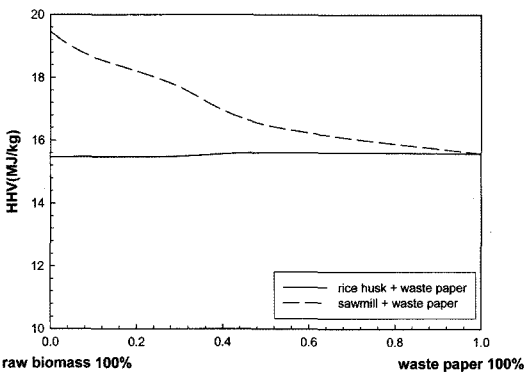 20
18
16
14
12
10
HHV(MJ/kg)
rice husk + waste paper
sawmill + waste paper
0.0 0.2 0.4 0.6 0.8 1.0
raw biomass 100% waste paper 100%